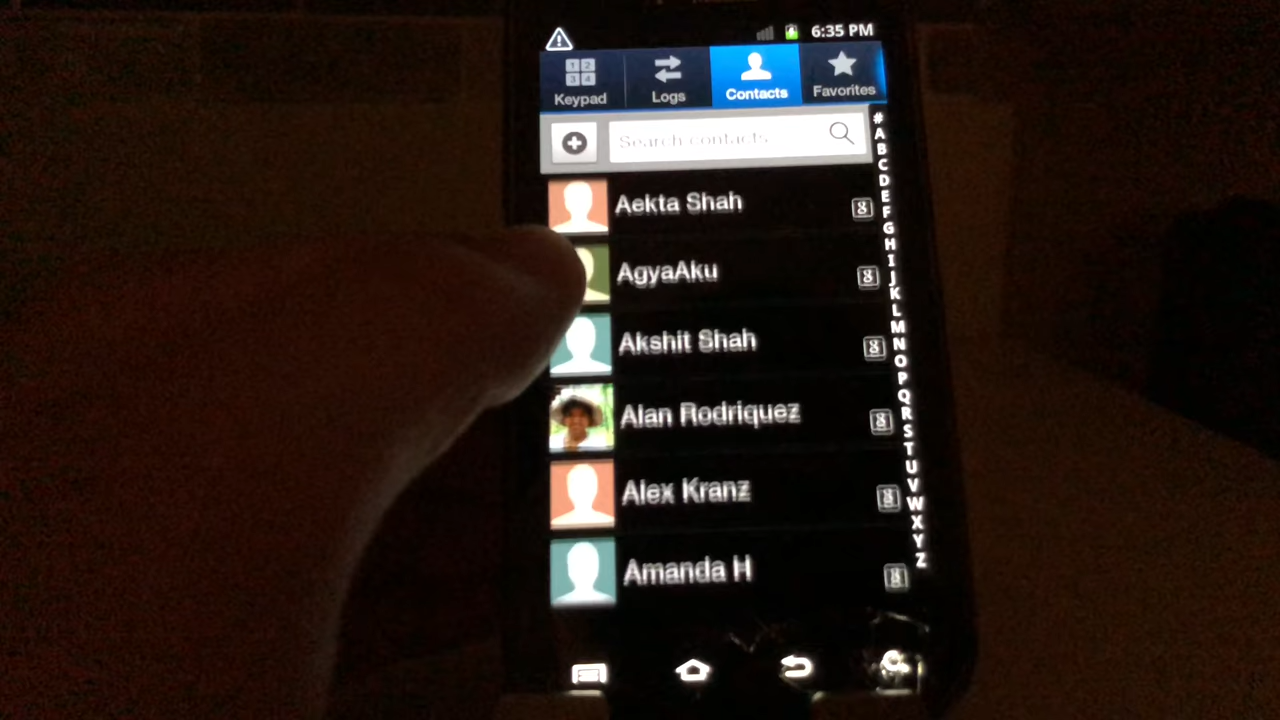 6:35 PM
Keypad
Logs
Contacts
Favorites
Search contacts
Aekta Shah
AgyaAku
Akshit Shah
Alan Rodriquez
Alex Kranz
Amanda H
#
A
B
C
D
E
F
G
H
I
J
K
L
M
N
O
P
Q
R
S
T
U
V
W
X
Y
Z